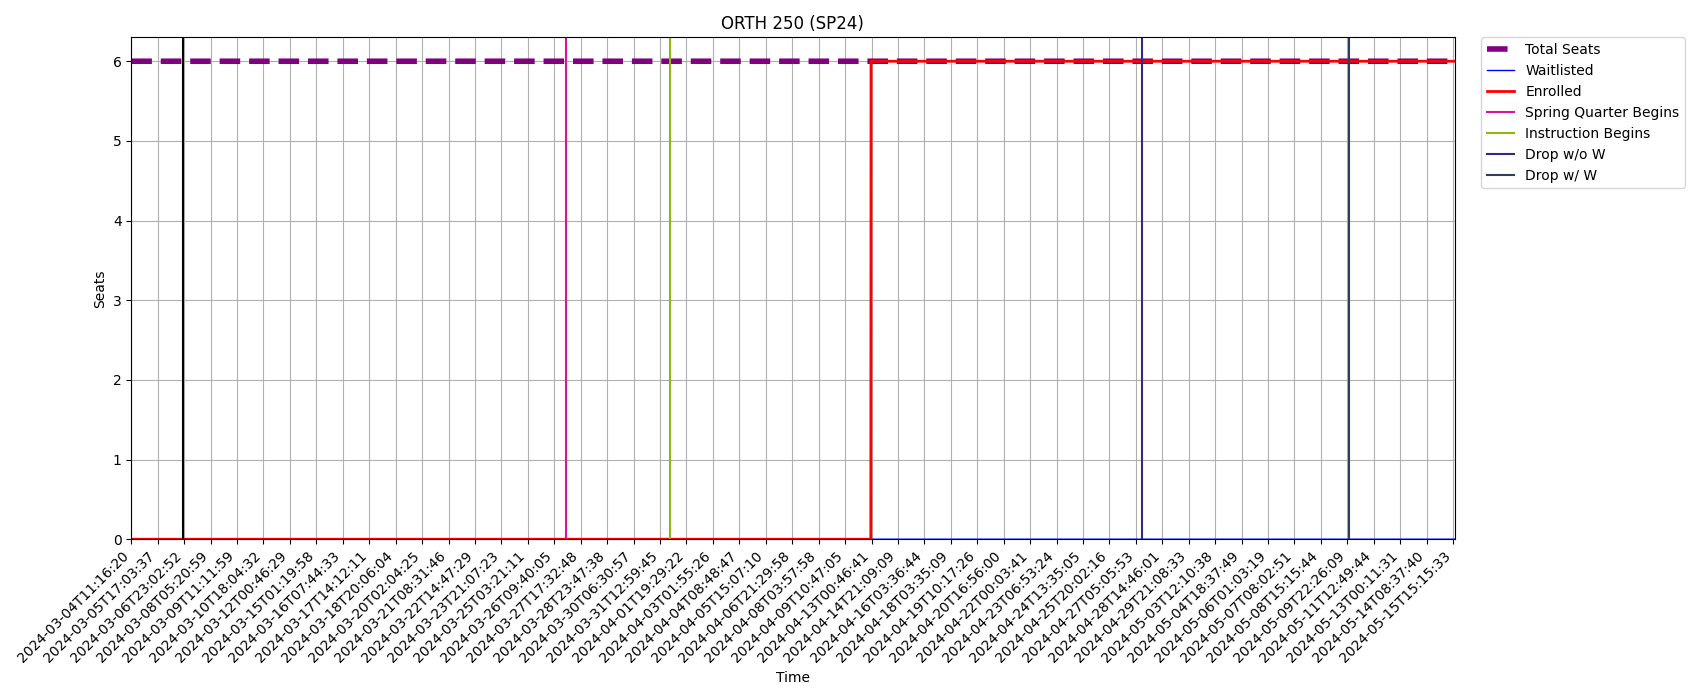 ORTH 250 (SP24)
Total Seats
Waitlisted
Enrolled
Spring Quarter Begins
Instruction Begins
Drop w/o W
Drop w/ W
Seats
6
5
4
3
2
1
0
2024-03-04T11:16:20
2024-03-05T17:03:37
2024-03-06T23:02:52
2024-03-08T05:20:59
2024-03-09T11:11:59
2024-03-10T18:04:32
2024-03-12T00:46:29
2024-03-15T01:19:58
2024-03-16T07:44:33
2024-03-17T14:12:11
2024-03-18T20:06:04
2024-03-20T02:04:25
2024-03-21T08:31:46
2024-03-22T14:47:29
2024-03-23T21:07:23
2024-03-25T03:21:11
2024-03-26T09:40:05
2024-03-27T17:32:48
2024-03-28T23:47:38
2024-03-30T06:30:57
2024-03-31T12:59:45
2024-04-01T19:29:22
2024-04-03T01:55:26
2024-04-04T08:48:47
2024-04-05T15:07:10
2024-04-06T21:29:58
2024-04-08T03:57:58
2024-04-09T10:47:05
2024-04-13T00:46:41
2024-04-14T21:09:09
2024-04-16T03:36:44
2024-04-18T03:35:09
2024-04-19T10:17:26
2024-04-20T16:56:00
2024-04-22T00:03:41
2024-04-23T06:53:24
2024-04-24T13:35:05
2024-04-25T20:02:16
2024-04-27T05:05:53
2024-04-28T14:46:01
2024-04-29T21:08:33
2024-05-03T12:10:38
2024-05-04T18:37:49
2024-05-06T01:03:19
2024-05-07T08:02:51
2024-05-08T15:15:44
2024-05-09T22:26:09
2024-05-11T12:49:44
2024-05-13T00:11:31
2024-05-14T08:37:40
2024-05-15T15:15:33
Time